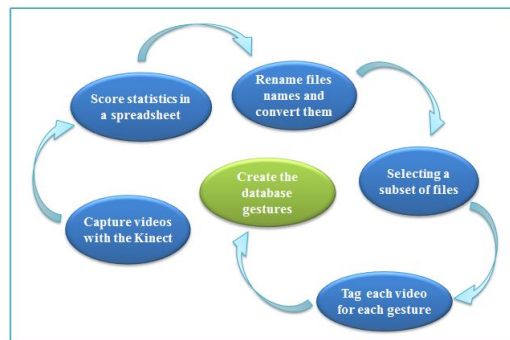 Score statistics in
a spreadsheet
Rename files
names and
convert them
Selecting a
subset of files
Create the
database
gestures
Capture videos
with the Kinect
Tag each video
for each gesture